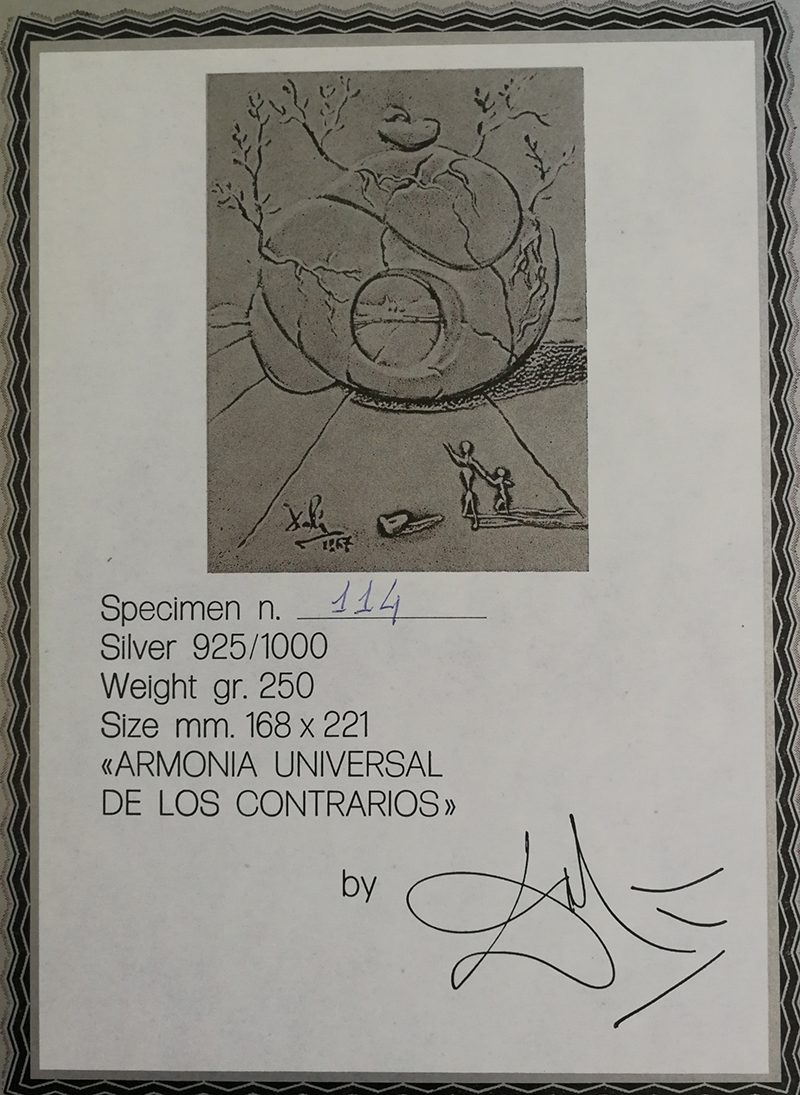 Dalí
1967
Specimen n. 114
Silver 925/1000
Weight gr. 250
Size mm. 168 x 221
«ARMONIA UNIVERSAL
DE LOS CONTRARIOS»
by Dalí